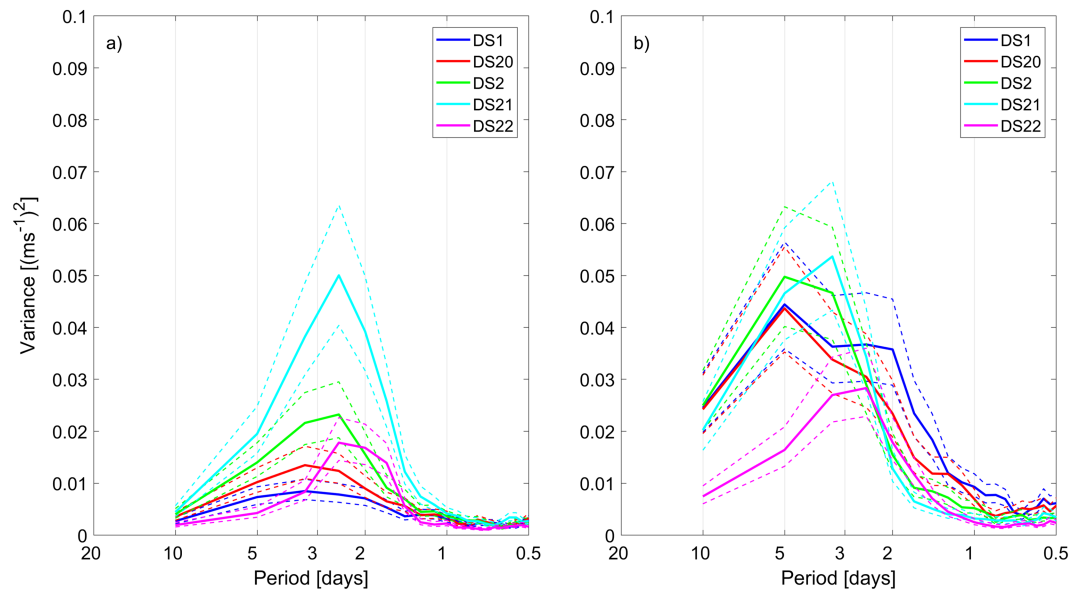 a)
DS1
DS20
DS2
DS21
DS22
0.1
0.09
0.08
0.07
0.06
0.05
0.04
0.03
0.02
0.01
0
Variance [(ms⁻¹)²]
20 10 5 3 2 1 0.5
Period [days]
b)
DS1
DS20
DS2
DS21
DS22
0.1
0.09
0.08
0.07
0.06
0.05
0.04
0.03
0.02
0.01
0
20 10 5 3 2 1 0.5
Period [days]